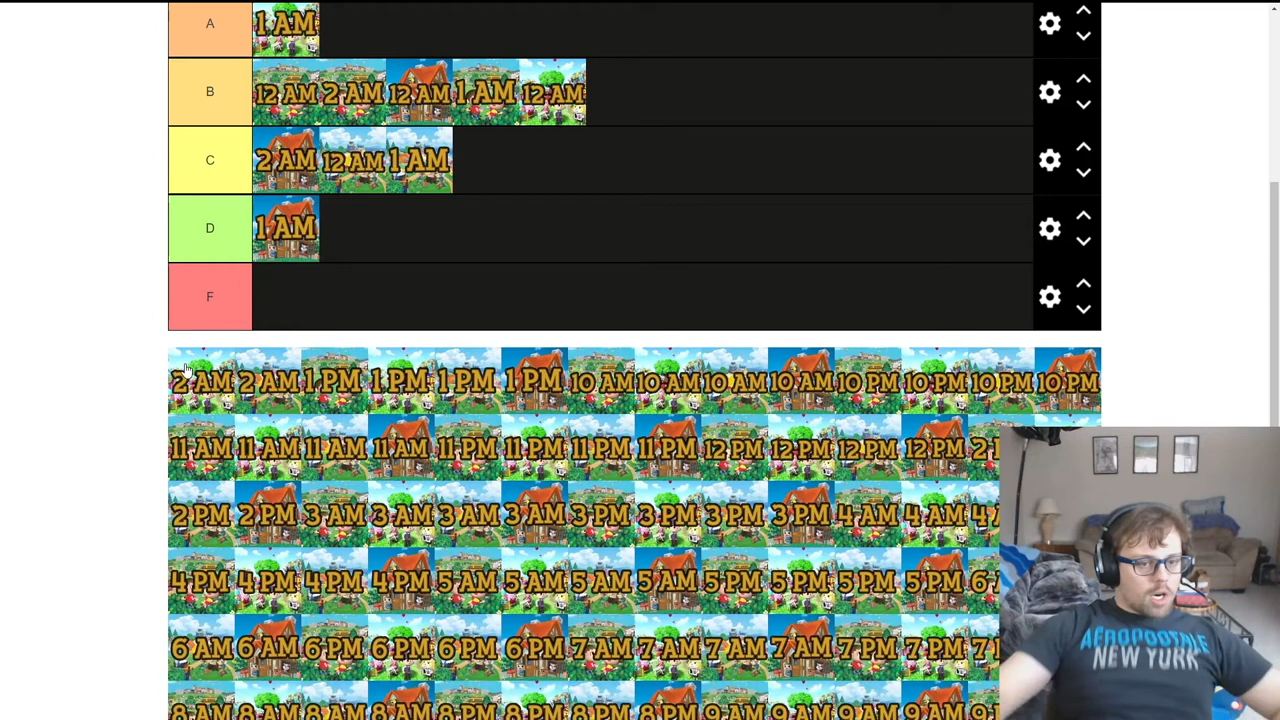 A 1 AM
B 12 AM 2 AM 12 AM 1 AM 12 AM
C 2 AM 12 AM 1 AM
D 1 AM
F
2 AM 2 AM 1 PM 1 PM 1 PM 1 PM 10 AM 10 AM 10 AM 10 AM 10 PM 10 PM 10 PM 10 PM
11 AM 11 AM 11 AM 11 AM 11 PM 11 PM 11 PM 11 PM 12 PM 12 PM 12 PM 12 PM
2 PM 2 PM 3 AM 3 AM 3 AM 3 AM 3 PM 3 PM 3 PM 3 PM 4 AM 4 AM
4 PM 4 PM 4 PM 4 PM 5 AM 5 AM 5 AM 5 AM 5 PM 5 PM 5 PM 5 PM
6 AM 6 AM 6 PM 6 PM 6 PM 6 PM 7 AM 7 AM 7 AM 7 AM 7 PM 7 PM
8 AM 8 AM 8 AM 8 AM 8 PM 8 PM 8 PM 8 PM 9 AM 9 AM 9 AM 9 AM
AEROPOSTALE
NEW YORK